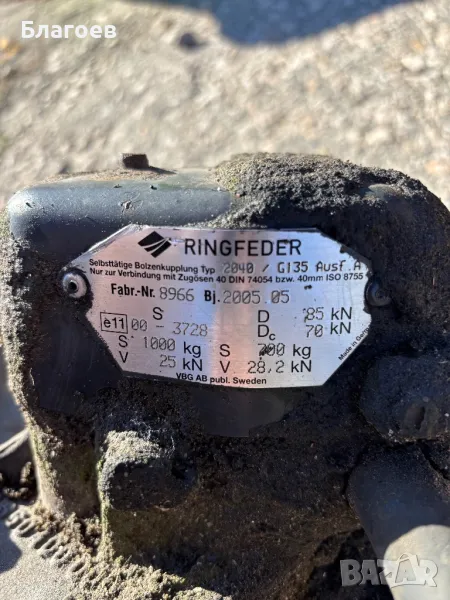 Благоев
RINGFEDER
Selbsttätige Bolzenkupplung Typ 2040 / G135 Ausf.A
Nur zur Verbindung mit Zugösen 40 DIN 74054 bzw. 40mm ISO 8755
Fabr.-Nr. 8966 Bj. 2005.05
S D 85 kN
e11 00 - 3728 Dc 70 kN
S 1000 kg S 700 kg
V 25 kN V 28,2 kN
VBG AB publ. Sweden
Made in Germany
BAZAR